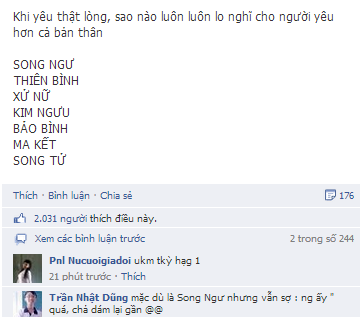 Khi yêu thật lòng, sao nào luôn luôn lo nghĩ cho người yêu
hơn cả bản thân
SONG NGƯ
THIÊN BÌNH
XỬ NỮ
KIM NGƯU
BẢO BÌNH
MA KẾT
SONG TỬ
Thích · Bình luận · Chia sẻ 176
2.031 người thích điều này.
Xem các bình luận trước 2 trong số 244
Pnl Nucuoigiadoi ukm tkỳ hạg 1
21 phút trước · Thích
Trần Nhật Dũng mặc dù là Song Ngư nhưng vẫn sợ : ng ấy "
quá, chả dám lại gần @@